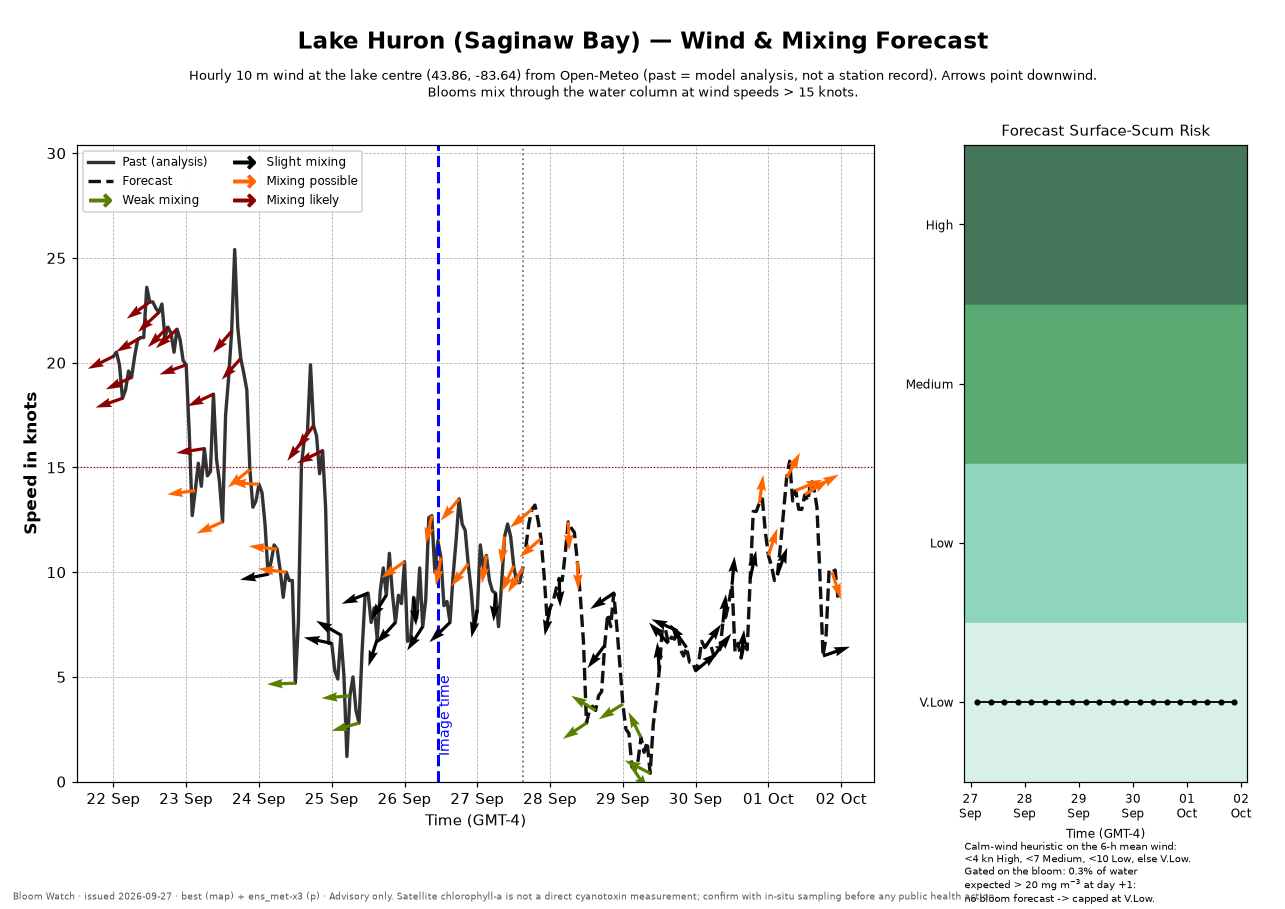 Lake Huron (Saginaw Bay) — Wind & Mixing Forecast
Hourly 10 m wind at the lake centre (43.86, -83.64) from Open-Meteo (past = model analysis, not a station record). Arrows point downwind.
Blooms mix through the water column at wind speeds > 15 knots.
Past (analysis)
Forecast
Weak mixing
Slight mixing
Mixing possible
Mixing likely
Speed in knots
30
25
20
15
10
5
0
Image time
22 Sep
23 Sep
24 Sep
25 Sep
26 Sep
27 Sep
28 Sep
29 Sep
30 Sep
01 Oct
02 Oct
Time (GMT-4)
Forecast Surface-Scum Risk
High
Medium
Low
V.Low
27 Sep
28 Sep
29 Sep
30 Sep
01 Oct
02 Oct
Time (GMT-4)
Calm-wind heuristic on the 6-h mean wind:
<4 kn High, <7 Medium, <10 Low, else V.Low.
Gated on the bloom: 0.3% of water
expected > 20 mg m⁻³ at day +1:
no bloom forecast -> capped at V.Low.
Bloom Watch · issued 2026-09-27 · best (map) + ens_met-x3 (p) · Advisory only. Satellite chlorophyll-a is not a direct cyanotoxin measurement; confirm with in-situ sampling before any public health